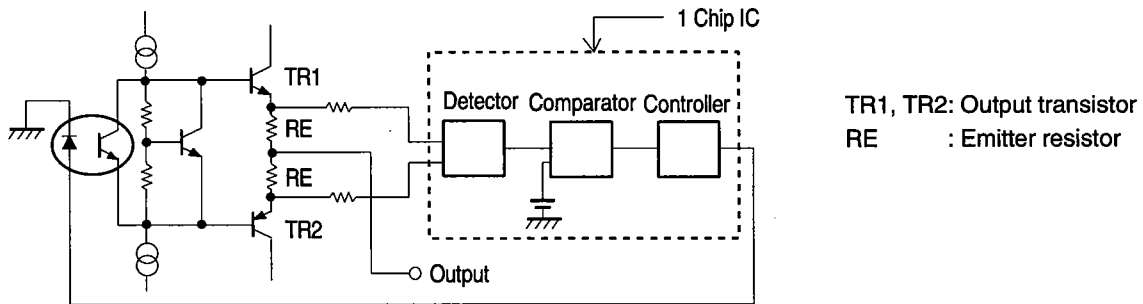 1 Chip IC
TR1
Detector Comparator Controller
RE
RE
TR2
Output
TR1, TR2: Output transistor
RE : Emitter resistor